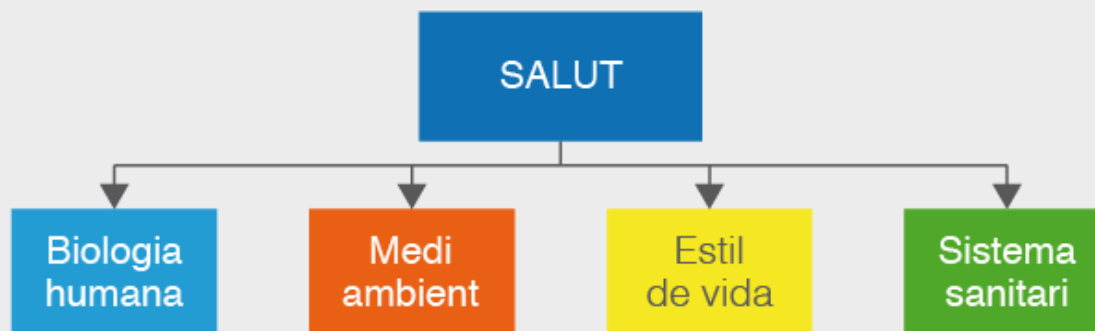 SALUT
Biologia
humana
Medi
ambient
Estil
de vida
Sistema
sanitari